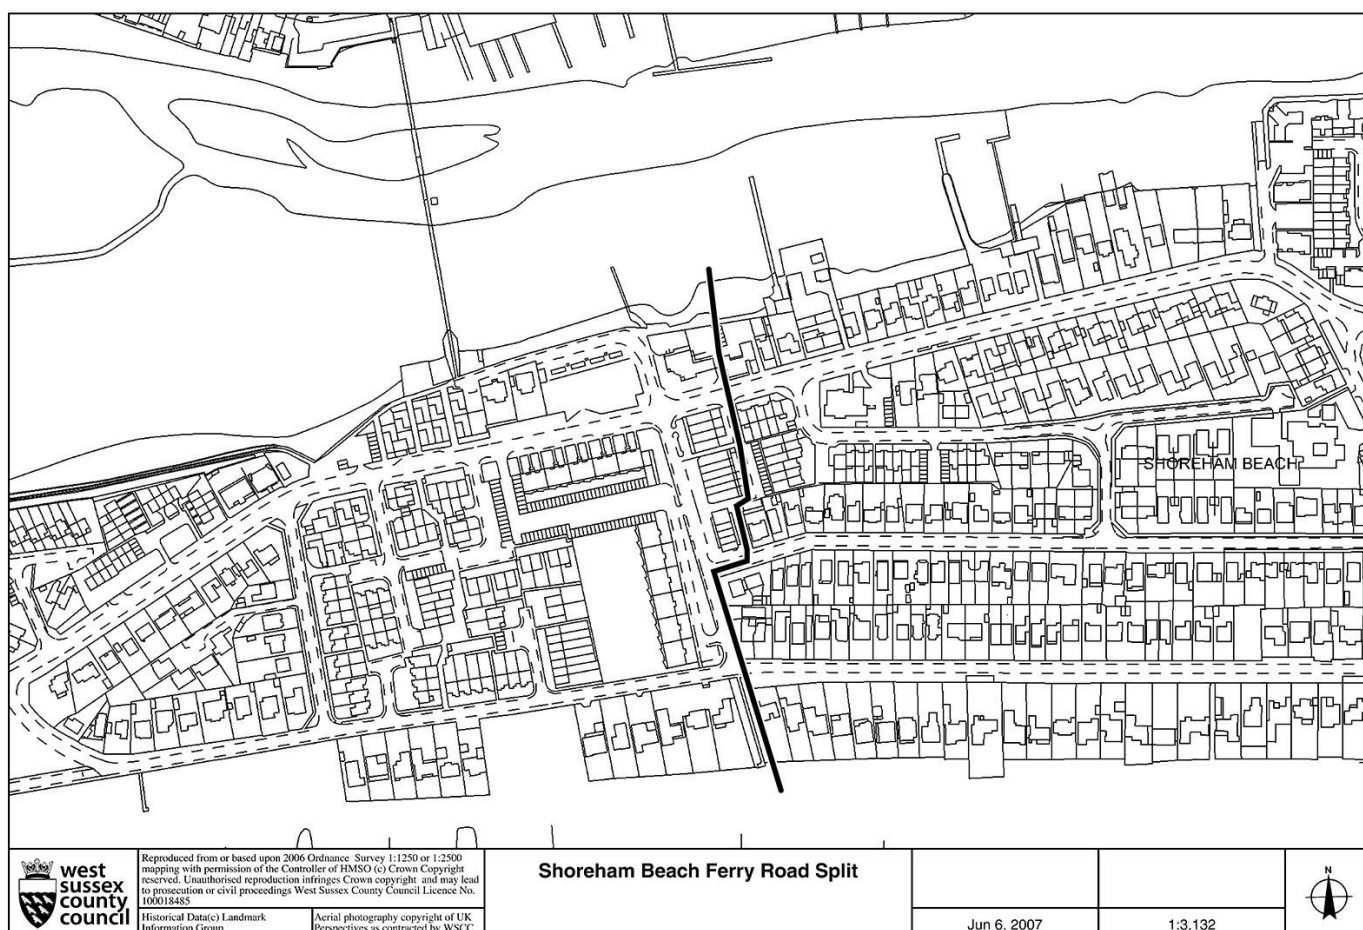 SHOREHAM BEACH
west
sussex
county
council
Reproduced from or based upon 2006 Ordnance Survey 1:1250 or 1:2500
mapping with permission of the Controller of HMSO (c) Crown Copyright
reserved. Unauthorised reproduction infringes Crown copyright and may lead
to prosecution or civil proceedings West Sussex County Council Licence No.
100018485
Historical Data(c) Landmark
Information Group
Aerial photography copyright of UK
Perspectives as contracted by WSCC
Shoreham Beach Ferry Road Split
Jun 6, 2007
1:3,132
N